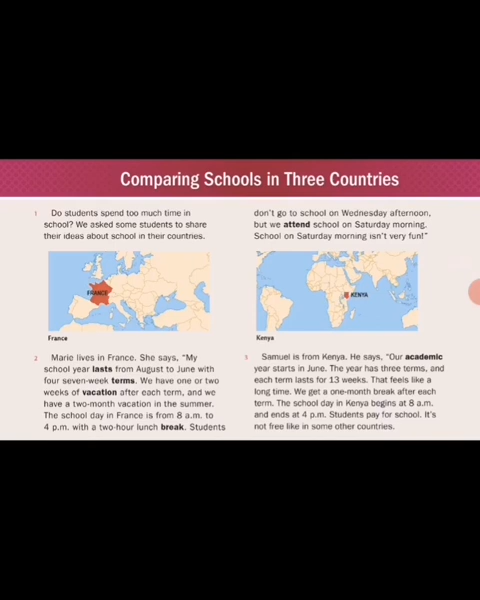 Comparing Schools in Three Countries
1 Do students spend too much time in
school? We asked some students to share
their ideas about school in their countries.
FRANCE
France
2 Marie lives in France. She says, "My
school year lasts from August to June with
four seven-week terms. We have one or two
weeks of vacation after each term, and we
have a two-month vacation in the summer.
The school day in France is from 8 a.m. to
4 p.m. with a two-hour lunch break. Students
don't go to school on Wednesday afternoon,
but we attend school on Saturday morning.
School on Saturday morning isn't very fun!"
KENYA
Kenya
3 Samuel is from Kenya. He says, "Our academic
year starts in June. The year has three terms, and
each term lasts for 13 weeks. That feels like a
long time. We get a one-month break after each
term. The school day in Kenya begins at 8 a.m.
and ends at 4 p.m. Students pay for school. It's
not free like in some other countries.